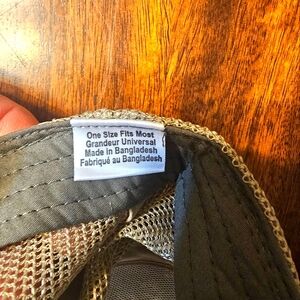 One Size Fits Most
Grandeur Universal
Made in Bangladesh
Fabriqué au Bangladesh